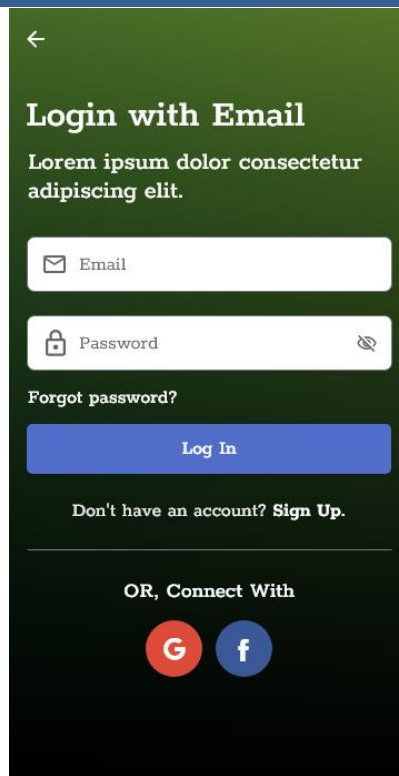 Login with Email
Lorem ipsum dolor consectetur
adipiscing elit.
Email
Password
Forgot password?
Log In
Don't have an account? Sign Up.
OR, Connect With
G f